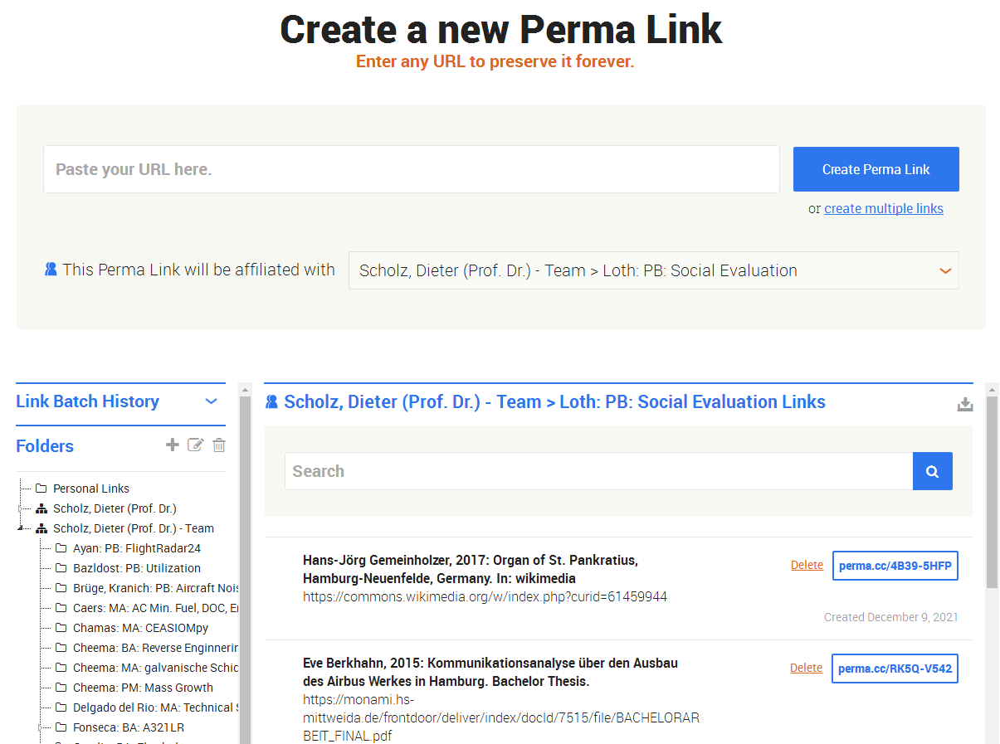 Create a new Perma Link
Enter any URL to preserve it forever.
Paste your URL here.
Create Perma Link
or create multiple links
This Perma Link will be affiliated with
Scholz, Dieter (Prof. Dr.) - Team > Loth: PB: Social Evaluation
Link Batch History
Folders
Personal Links
Scholz, Dieter (Prof. Dr.)
Scholz, Dieter (Prof. Dr.) - Team
Ayan: PB: FlightRadar24
Bazldost: PB: Utilization
Brüge, Kranich: PB: Aircraft Nois
Caers: MA: AC Min. Fuel, DOC, E
Chamas: MA: CEASIOMpy
Cheema: BA: Reverse Enginnerin
Cheema: MA: galvanische Schic
Cheema: PM: Mass Growth
Delgado del Rio: MA: Technical
Fonseca: BA: A321LR
Scholz, Dieter (Prof. Dr.) - Team > Loth: PB: Social Evaluation Links
Search
Hans-Jörg Gemeinholzer, 2017: Organ of St. Pankratius,
Hamburg-Neuenfelde, Germany. In: wikimedia
https://commons.wikimedia.org/w/index.php?curid=61459944
Delete
perma.cc/4B39-5HFP
Created December 9, 2021
Eve Berkhahn, 2015: Kommunikationsanalyse über den Ausbau
des Airbus Werkes in Hamburg. Bachelor Thesis.
https://monami.hs-
mittweida.de/frontdoor/deliver/index/docId/7515/file/BACHELORAR
BEIT_FINAL.pdf
Delete
perma.cc/RK5Q-V542